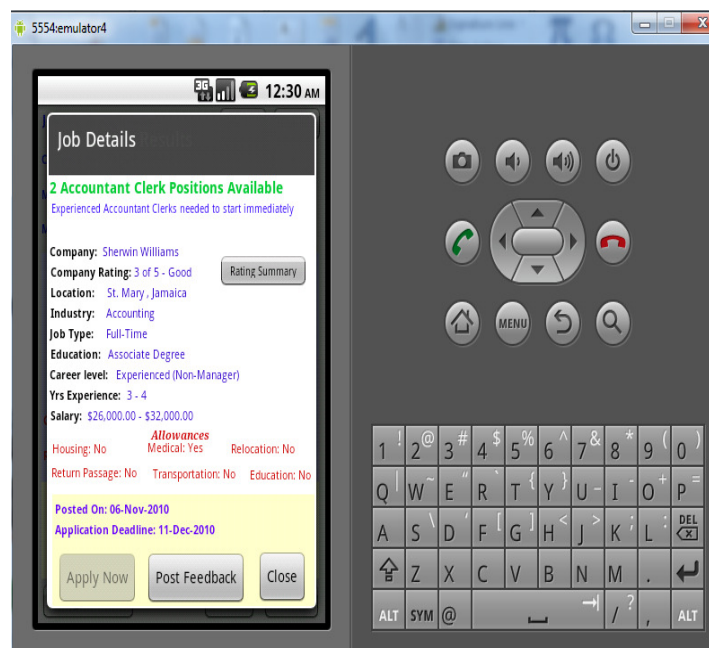 5554:emulator4
3G 12:30 AM
Job Details
2 Accountant Clerk Positions Available
Experienced Accountant Clerks needed to start immediately
Company: Sherwin Williams
Company Rating: 3 of 5 - Good Rating Summary
Location: St. Mary , Jamaica
Industry: Accounting
Job Type: Full-Time
Education: Associate Degree
Career level: Experienced (Non-Manager)
Yrs Experience: 3 - 4
Salary: $26,000.00 - $32,000.00
Allowances
Housing: No Medical: Yes Relocation: No
Return Passage: No Transportation: No Education: No
Posted On: 06-Nov-2010
Application Deadline: 11-Dec-2010
Apply Now Post Feedback Close
MENU
1 ! 2 @ 3 # 4 $ 5 % 6 ^ 7 & 8 * 9 ( 0 )
Q | W ~ E " R ` T { Y } U - I - O + P =
A S \ D ' F [ G ] H < J > K ; L : DEL
Z X C V B N M .
ALT SYM @ / ? , ALT